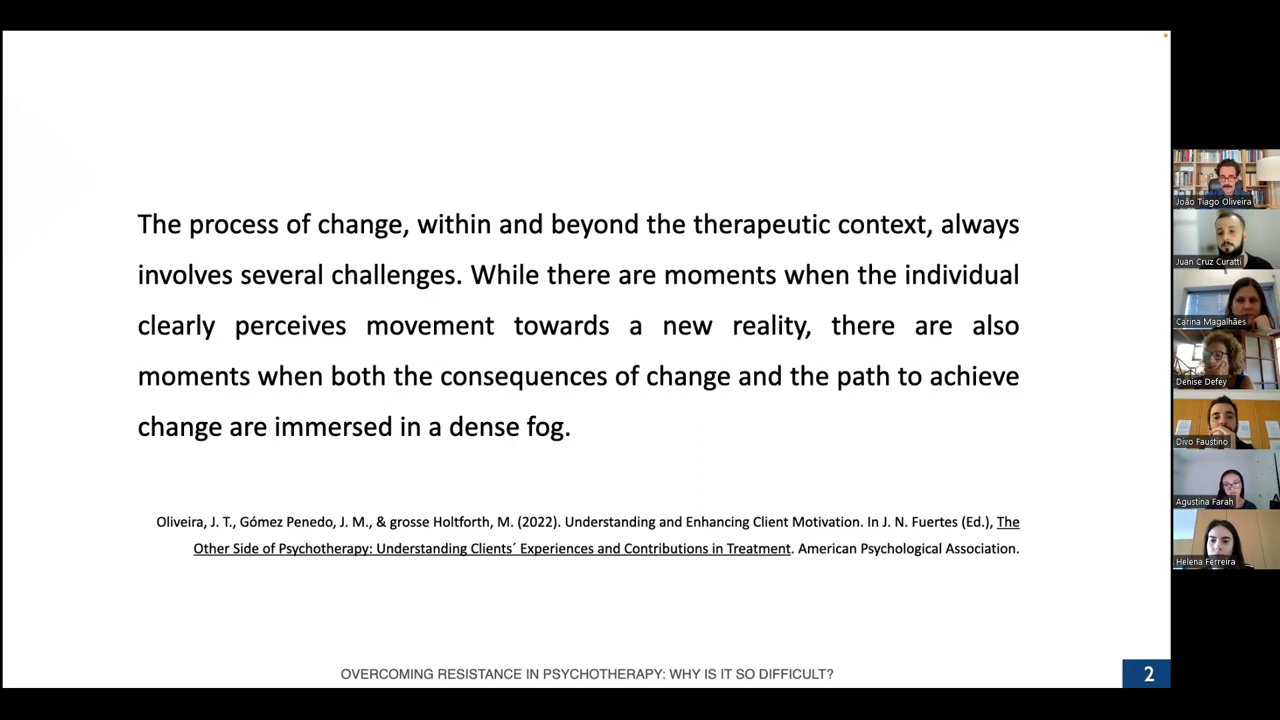 The process of change, within and beyond the therapeutic context, always
involves several challenges. While there are moments when the individual
clearly perceives movement towards a new reality, there are also
moments when both the consequences of change and the path to achieve
change are immersed in a dense fog.
Oliveira, J. T., Gómez Penedo, J. M., & grosse Holtforth, M. (2022). Understanding and Enhancing Client Motivation. In J. N. Fuertes (Ed.), The
Other Side of Psychotherapy: Understanding Clients´ Experiences and Contributions in Treatment. American Psychological Association.
OVERCOMING RESISTANCE IN PSYCHOTHERAPY: WHY IS IT SO DIFFICULT?
2
João Tiago Oliveira
Juan Cruz Curatti
Carina Magalhães
Denise Defey
Divo Faustino
Agustina Farah
Helena Ferreira